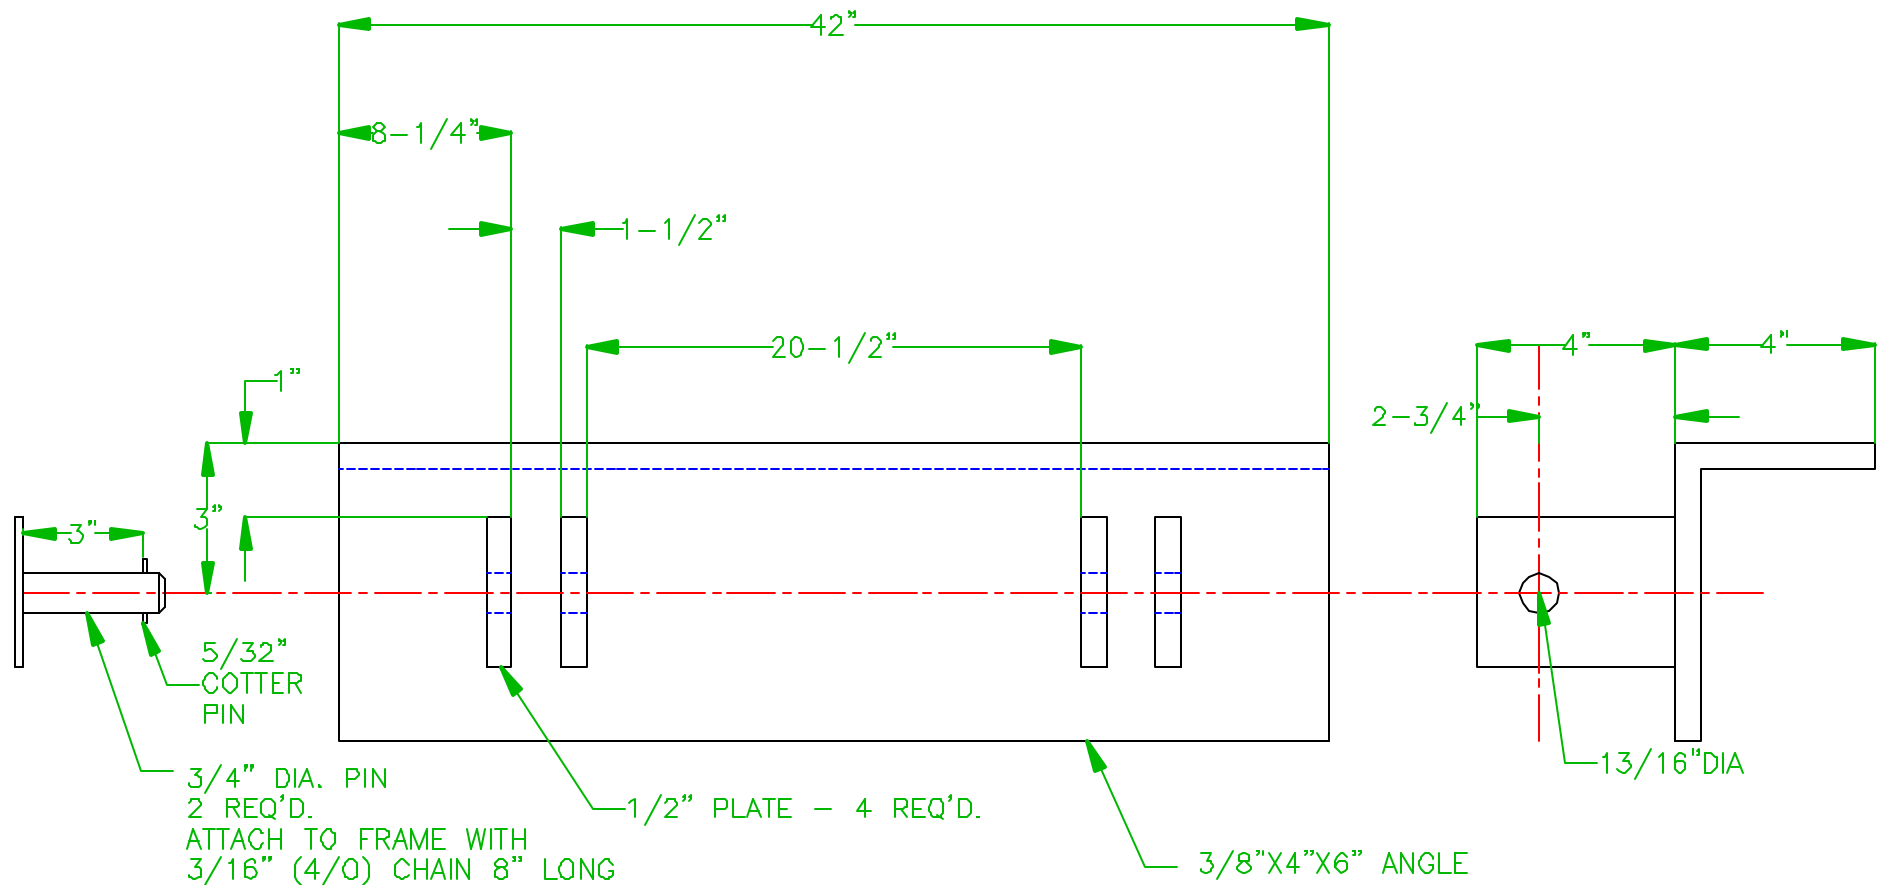 42"
8-1/4"
1-1/2"
20-1/2"
4"
4"
1"
2-3/4"
3"
3"
5/32"
COTTER
PIN
3/4" DIA. PIN
2 REQ'D.
ATTACH TO FRAME WITH
3/16" (4/0) CHAIN 8" LONG
1/2" PLATE - 4 REQ'D.
13/16"DIA
3/8"X4"X6" ANGLE